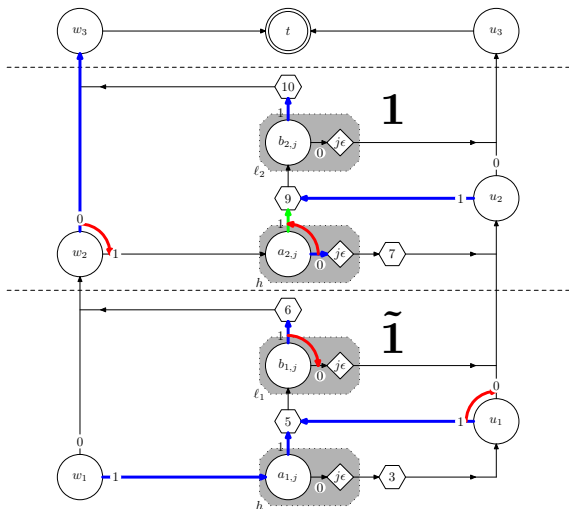 w₃ t u₃
10
1
1
b₂,ⱼ jϵ
0
ℓ₂ 0
9 1 u₂
0 1
w₂ 1 a₂,ⱼ jϵ 7
0
h
6
1 1̃
b₁,ⱼ jϵ
0
ℓ₁ 0
5 1 u₁
0 1
w₁ 1 a₁,ⱼ jϵ 3
0
h